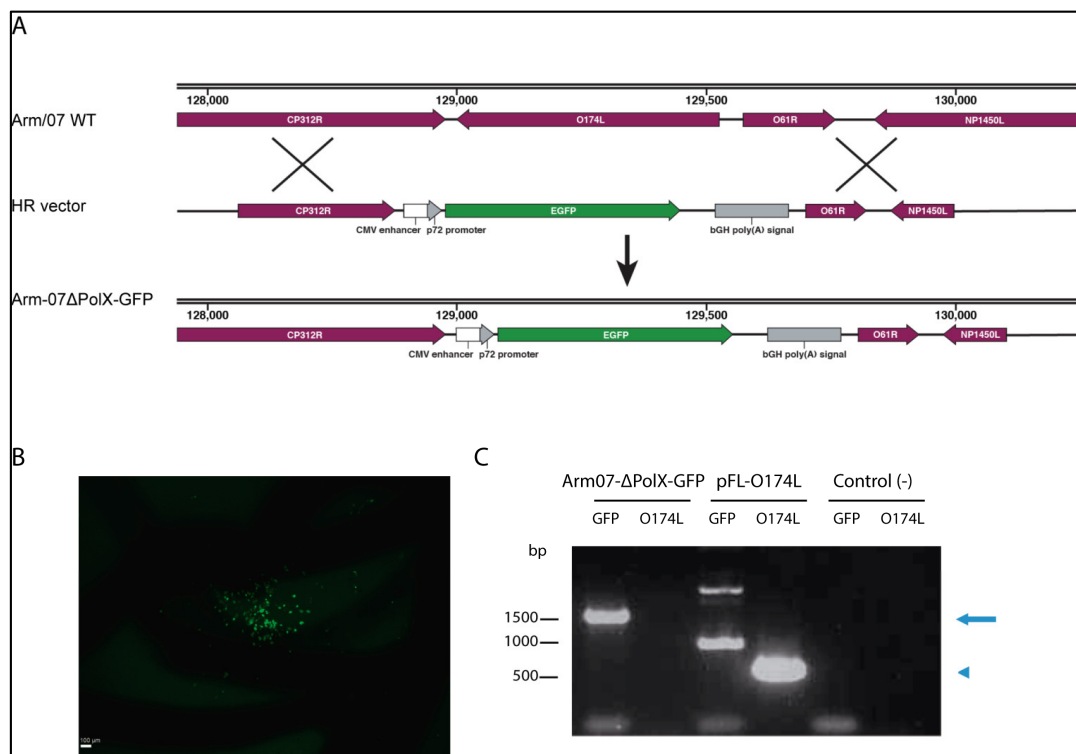 A
128,000 129,000 129,500 130,000
Arm/07 WT
CP312R O174L O61R NP1450L
HR vector
CP312R EGFP O61R NP1450L
CMV enhancer p72 promoter bGH poly(A) signal
Arm-07ΔPolX-GFP
128,000 129,000 129,500 130,000
CP312R EGFP O61R NP1450L
CMV enhancer p72 promoter bGH poly(A) signal
B
100 µm
C
Arm07-ΔPolX-GFP pFL-O174L Control (-)
GFP O174L GFP O174L GFP O174L
bp
1500
1000
500